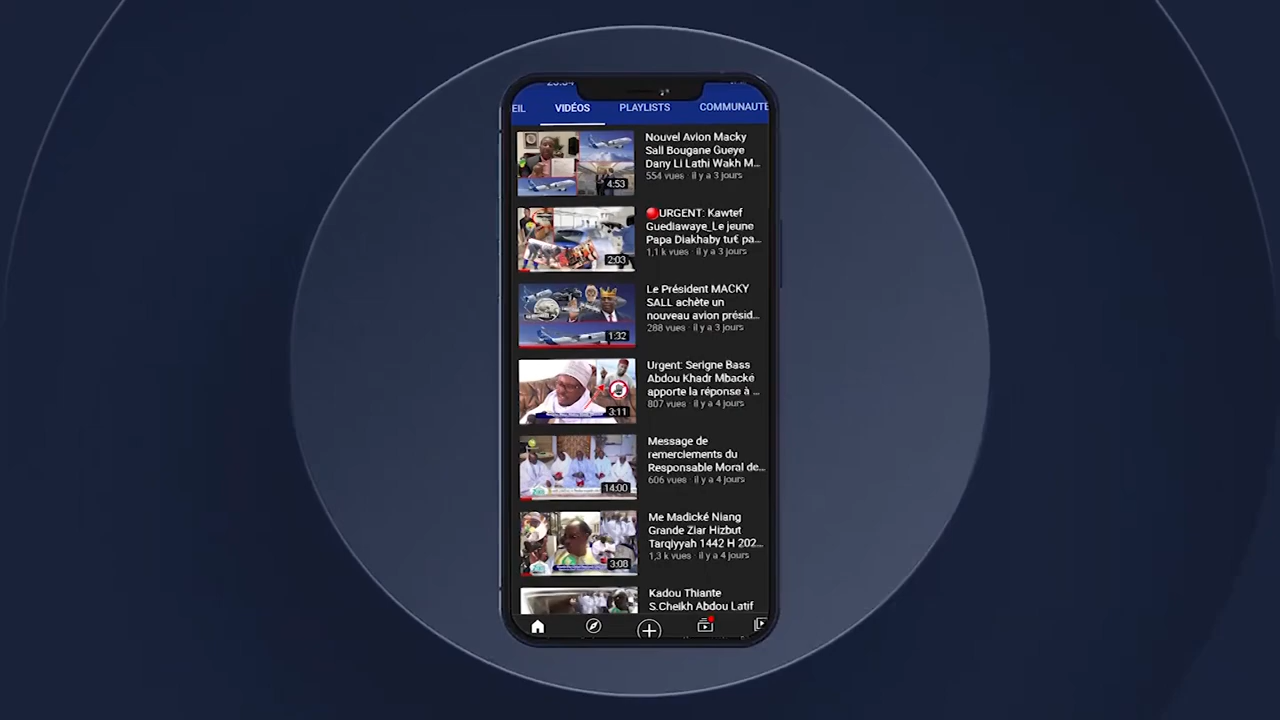 EIL VIDÉOS PLAYLISTS COMMUNAUTÉ
Nouvel Avion Macky
Sall Bougane Gueye
Dany Li Lathi Wakh M...
554 vues · il y a 3 jours
4:53
URGENT: Kawtef
Guediawaye_Le jeune
Papa Diakhaby tu€ pa...
1,1 k vues · il y a 3 jours
2:03
Le Président MACKY
SALL achète un
nouveau avion présid...
288 vues · il y a 3 jours
1:32
Urgent: Serigne Bass
Abdou Khadr Mbacké
apporte la réponse à ...
807 vues · il y a 4 jours
3:11
Message de
remerciements du
Responsable Moral de...
606 vues · il y a 4 jours
14:00
Me Madické Niang
Grande Ziar Hizbut
Tarqiyyah 1442 H 202...
1,3 k vues · il y a 4 jours
3:08
Kadou Thiante
S.Cheikh Abdou Latif